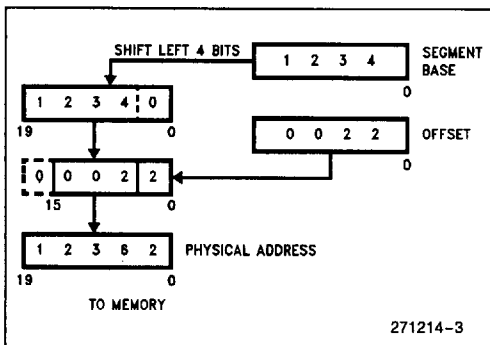 SHIFT LEFT 4 BITS
1 2 3 4
SEGMENT
BASE
0
1 2 3 4 0
19 0
0 0 2 2
OFFSET
0
0 0 0 2 2
15 0
1 2 3 6 2
PHYSICAL ADDRESS
19 0
TO MEMORY
271214-3